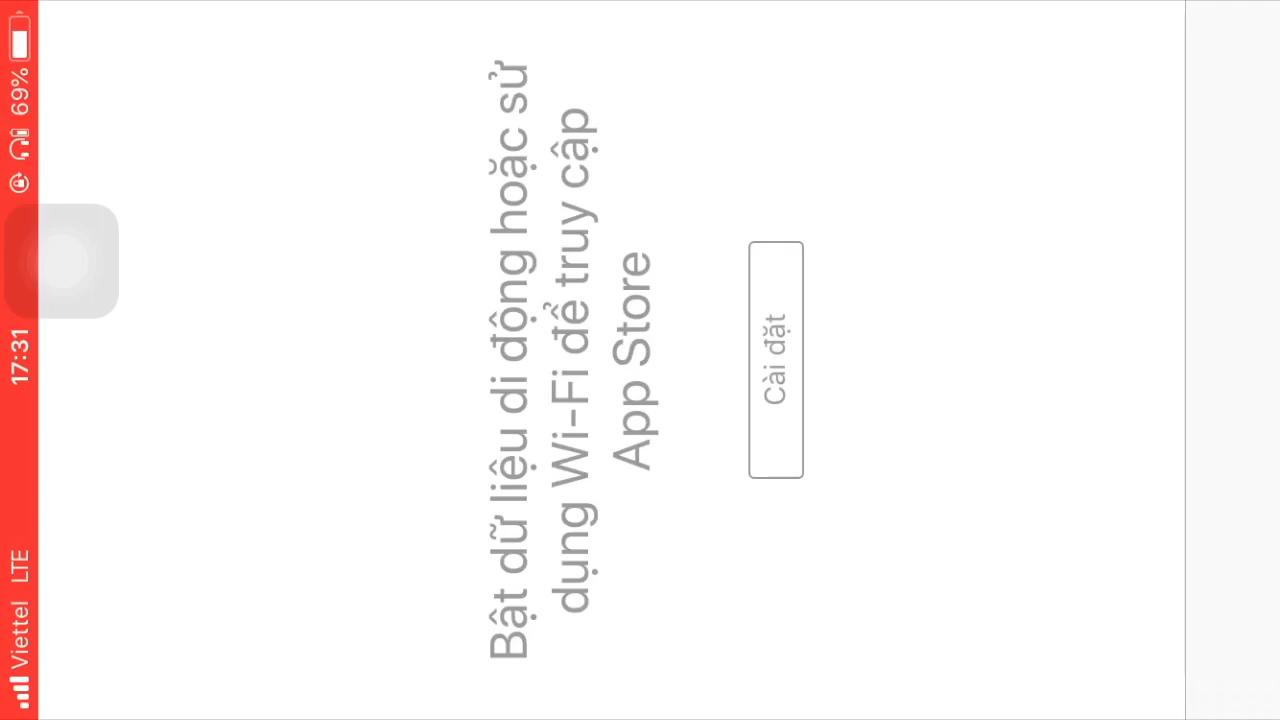 Viettel LTE 17:31 69%
Bật dữ liệu di động hoặc sử
dụng Wi-Fi để truy cập
App Store
Cài đặt